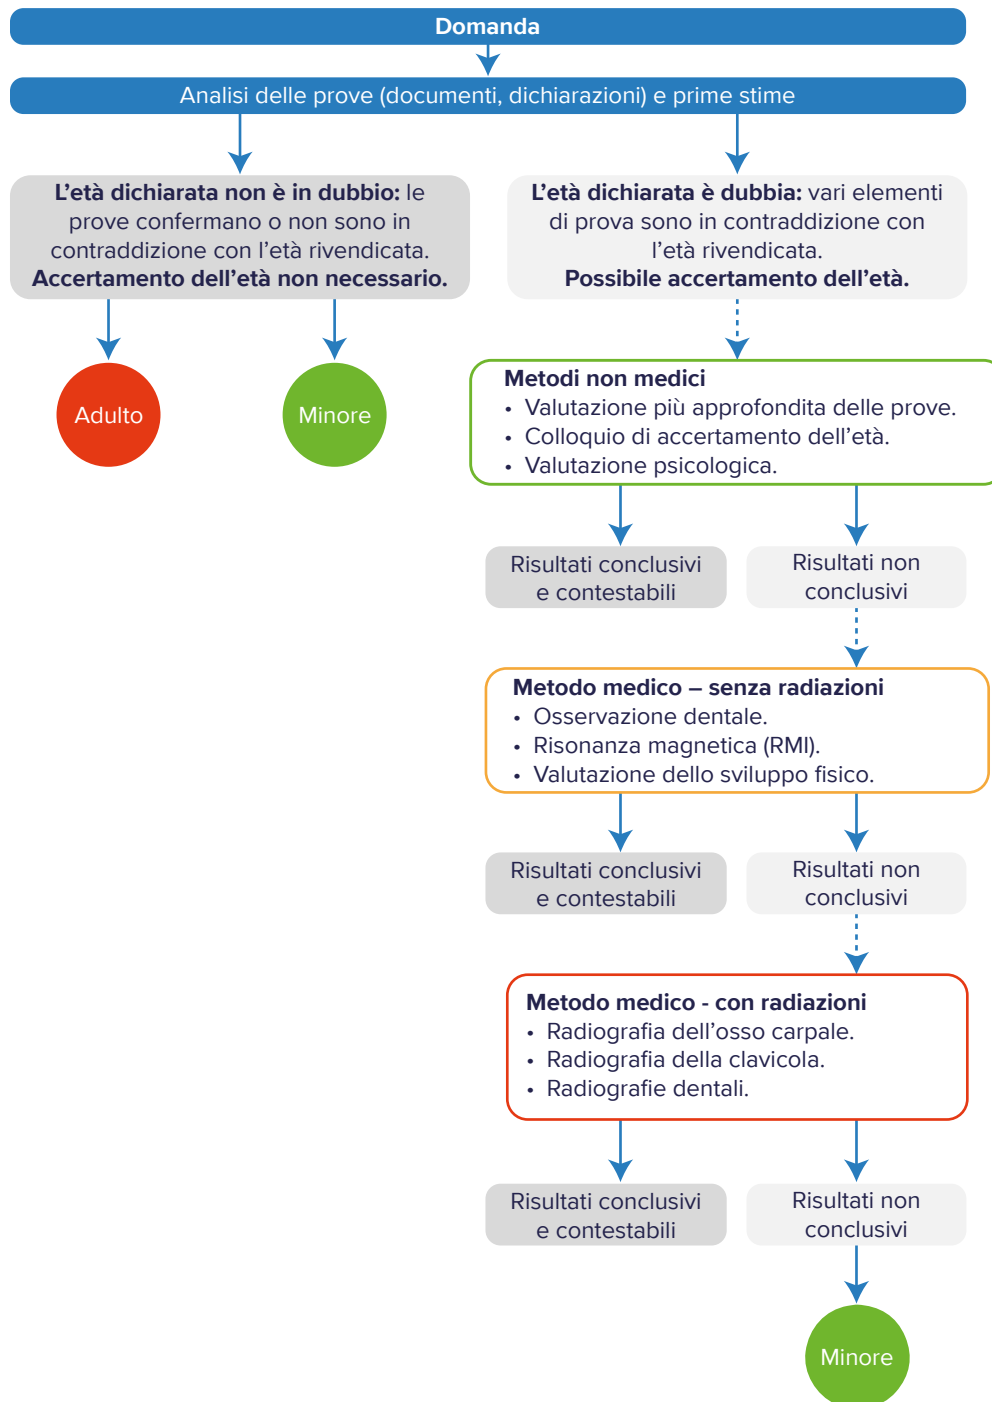 Domanda
Analisi delle prove (documenti, dichiarazioni) e prime stime
L’età dichiarata non è in dubbio: le
prove confermano o non sono in
contraddizione con l’età rivendicata.
Accertamento dell’età non necessario.
L’età dichiarata è dubbia: vari elementi
di prova sono in contraddizione con
l’età rivendicata.
Possibile accertamento dell’età.
Adulto
Minore
Metodi non medici
• Valutazione più approfondita delle prove.
• Colloquio di accertamento dell’età.
• Valutazione psicologica.
Risultati conclusivi
e contestabili
Risultati non
conclusivi
Metodo medico – senza radiazioni
• Osservazione dentale.
• Risonanza magnetica (RMI).
• Valutazione dello sviluppo fisico.
Risultati conclusivi
e contestabili
Risultati non
conclusivi
Metodo medico - con radiazioni
• Radiografia dell’osso carpale.
• Radiografia della clavicola.
• Radiografie dentali.
Risultati conclusivi
e contestabili
Risultati non
conclusivi
Minore